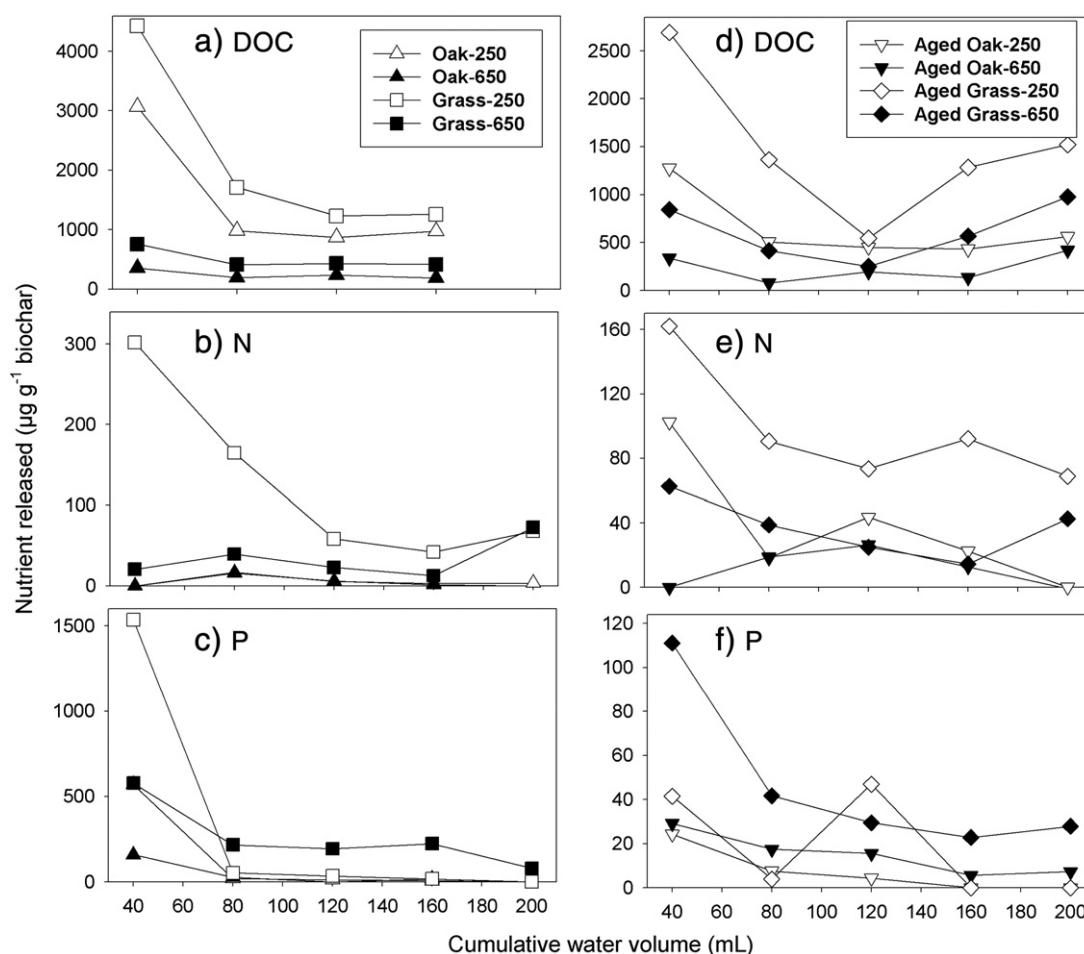 Nutrient released (µg g⁻¹ biochar)
a) DOC
Oak-250
Oak-650
Grass-250
Grass-650
4000
3000
2000
1000
0
b) N
300
200
100
0
c) P
1500
1000
500
0
40 60 80 100 120 140 160 180 200
d) DOC
Aged Oak-250
Aged Oak-650
Aged Grass-250
Aged Grass-650
2500
2000
1500
1000
500
0
e) N
160
120
80
40
0
f) P
120
100
80
60
40
20
0
40 60 80 100 120 140 160 180 200
Cumulative water volume (mL)